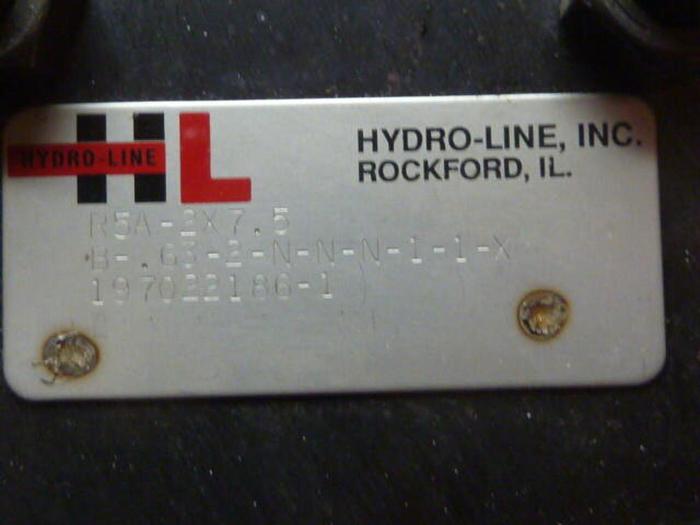 HYDRO-LINE
HL
HYDRO-LINE, INC.
ROCKFORD, IL.
R5A-2X7.5
B-.63-2-N-N-N-1-1-X
197022186-1